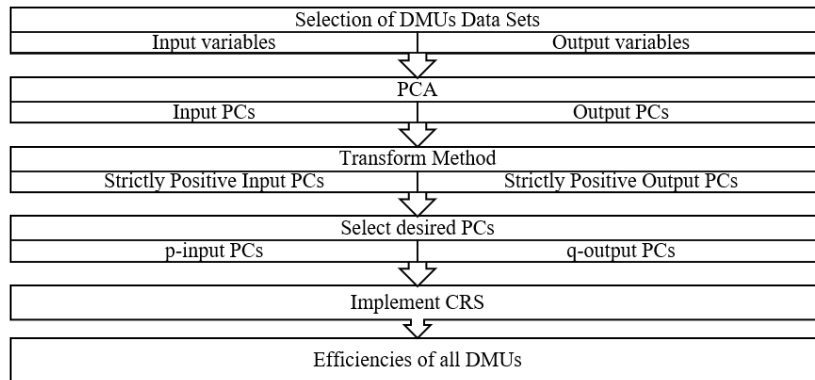 Selection of DMUs Data Sets
Input variables
Output variables
PCA
Input PCs
Output PCs
Transform Method
Strictly Positive Input PCs
Strictly Positive Output PCs
Select desired PCs
p-input PCs
q-output PCs
Implement CRS
Efficiencies of all DMUs